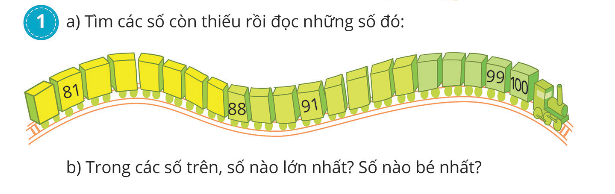 1 a) Tìm các số còn thiếu rồi đọc những số đó:
81 88 91 99 100
b) Trong các số trên, số nào lớn nhất? Số nào bé nhất?